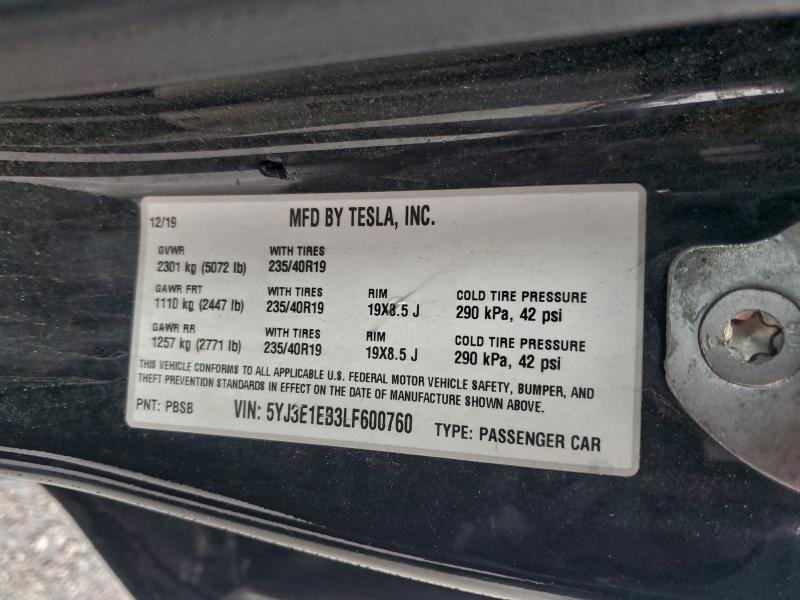 12/19 MFD BY TESLA, INC.
GVWR WITH TIRES
2301 kg (5072 lb) 235/40R19
GAWR FRT WITH TIRES RIM COLD TIRE PRESSURE
1110 kg (2447 lb) 235/40R19 19X8.5 J 290 kPa, 42 psi
GAWR RR WITH TIRES RIM COLD TIRE PRESSURE
1257 kg (2771 lb) 235/40R19 19X8.5 J 290 kPa, 42 psi
THIS VEHICLE CONFORMS TO ALL APPLICABLE U.S. FEDERAL MOTOR VEHICLE SAFETY, BUMPER, AND
THEFT PREVENTION STANDARDS IN EFFECT ON THE DATE OF MANUFACTURE SHOWN ABOVE.
PNT: PBSB VIN: 5YJ3E1EB3LF600760 TYPE: PASSENGER CAR